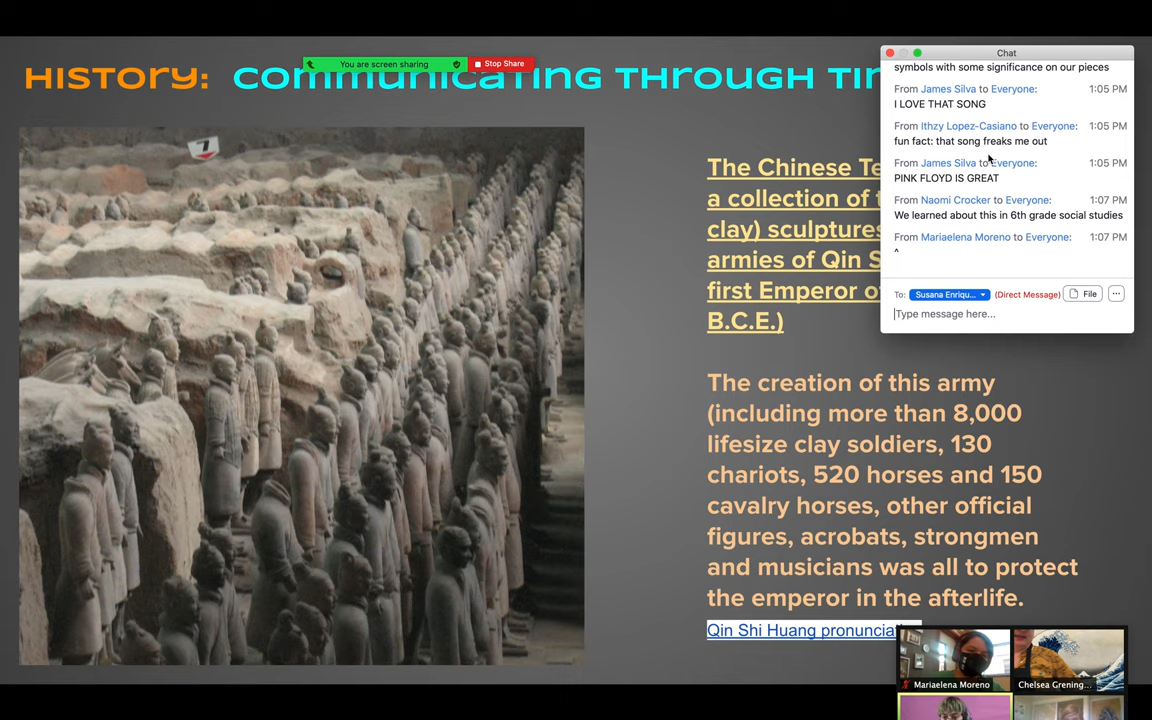 You are screen sharing
Stop Share
HISTORY: COMMUNICATING THROUGH
7
The Chinese
a collection of
clay) sculptures
armies of Qin
first Emperor
B.C.E.)
The creation of this army
(including more than 8,000
lifesize clay soldiers, 130
chariots, 520 horses and 150
cavalry horses, other official
figures, acrobats, strongmen
and musicians was all to protect
the emperor in the afterlife.
Qin Shi Huang
Chat
symbols with some significance on our pieces
From James Silva to Everyone: 1:05 PM
I LOVE THAT SONG
From Ithzy Lopez-Casiano to Everyone: 1:05 PM
fun fact: that song freaks me out
From James Silva to Everyone: 1:05 PM
PINK FLOYD IS GREAT
From Naomi Crocker to Everyone: 1:07 PM
We learned about this in 6th grade social studies
From Mariaelena Moreno to Everyone: 1:07 PM
^
To: Susana Enriqu... (Direct Message) File ...
Type message here...
Mariaelena Moreno
Chelsea Grening...